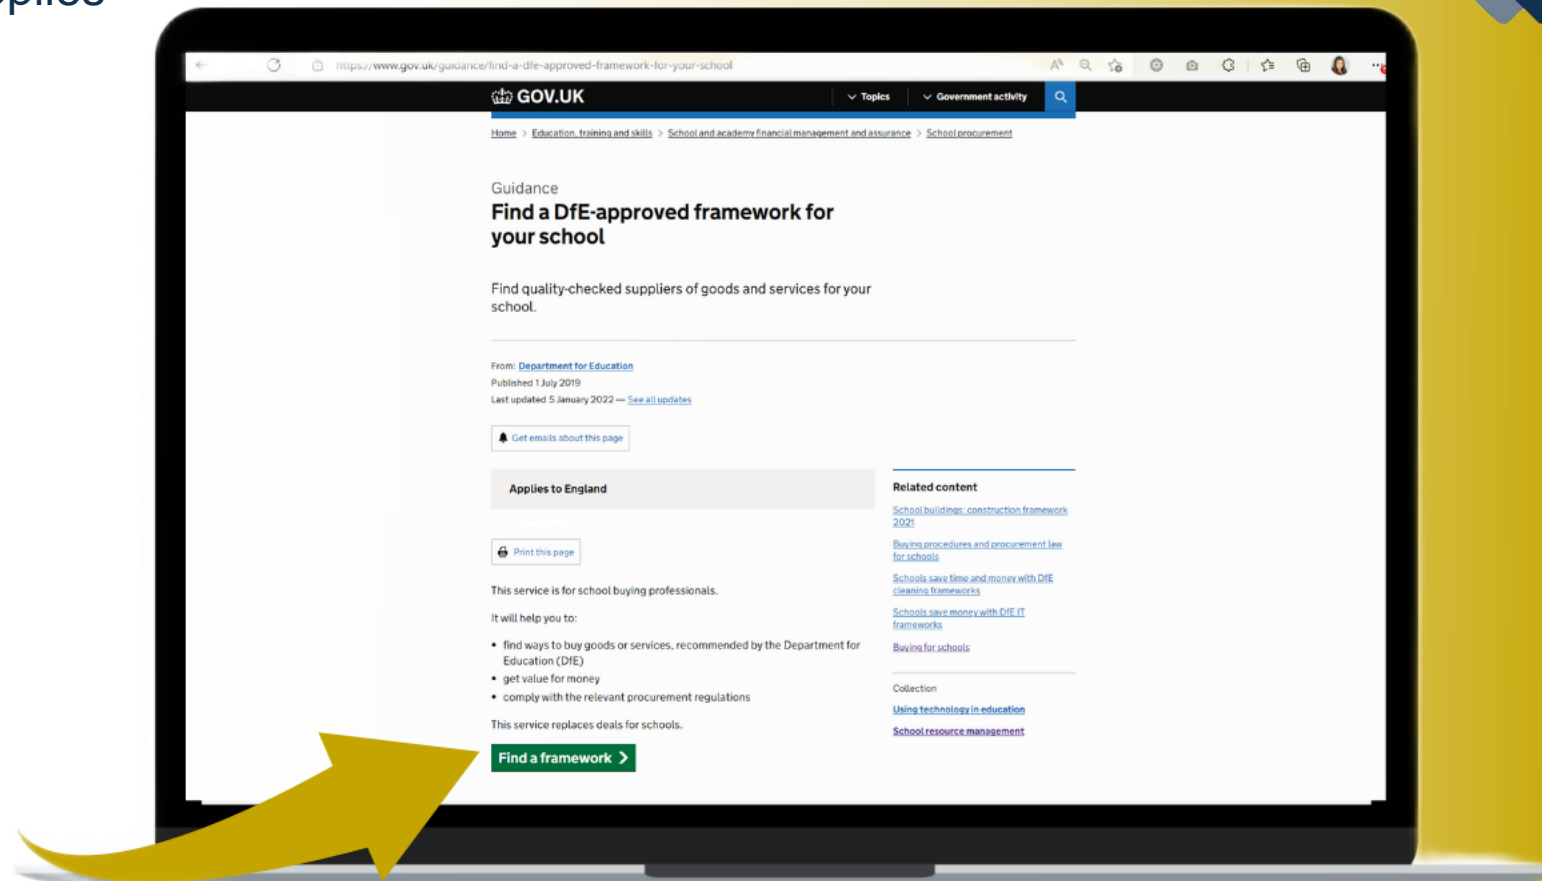 https://www.gov.uk/guidance/find-a-dfe-approved-framework-for-your-school
GOV.UK
Topics
Government activity
Home > Education, training and skills > School and academy financial management and assurance > School procurement
Guidance
Find a DfE-approved framework for
your school
Find quality-checked suppliers of goods and services for your
school.
From: Department for Education
Published 1 July 2019
Last updated 5 January 2022 — See all updates
Get emails about this page
Applies to England
Print this page
This service is for school buying professionals.
It will help you to:
• find ways to buy goods or services, recommended by the Department for
Education (DfE)
• get value for money
• comply with the relevant procurement regulations
This service replaces deals for schools.
Find a framework
Related content
School buildings: construction framework
2021
Buying procedures and procurement law
for schools
Schools save time and money with DfE
cleaning frameworks
Schools save money with DfE IT
frameworks
Buying for schools
Collection
Using technology in education
School resource management